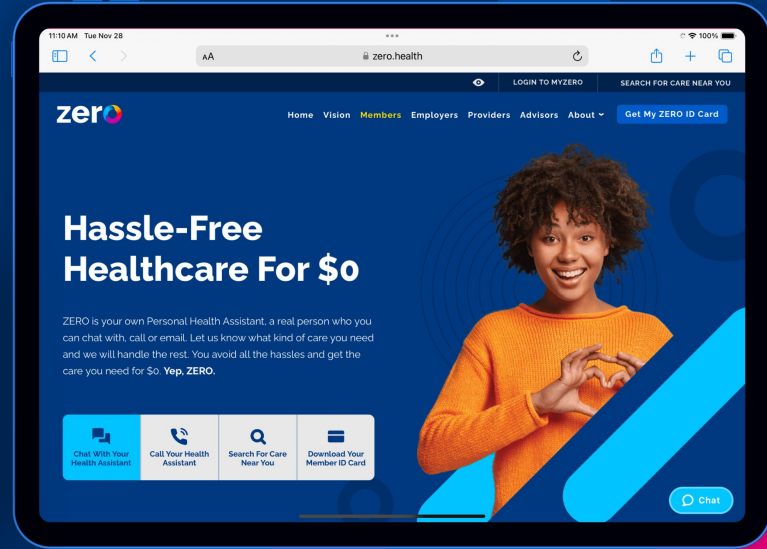 11:10 AM Tue Nov 28
100%
AA
zero.health
LOGIN TO MYZERO
SEARCH FOR CARE NEAR YOU
zero
Home Vision Members Employers Providers Advisors About
Get My ZERO ID Card
Hassle-Free
Healthcare For $0
ZERO is your own Personal Health Assistant, a real person who you
can chat with, call or email. Let us know what kind of care you need
and we will handle the rest. You avoid all the hassles and get the
care you need for $0. Yep, ZERO.
Chat With Your
Health Assistant
Call Your Health
Assistant
Search For Care
Near You
Download Your
Member ID Card
Chat